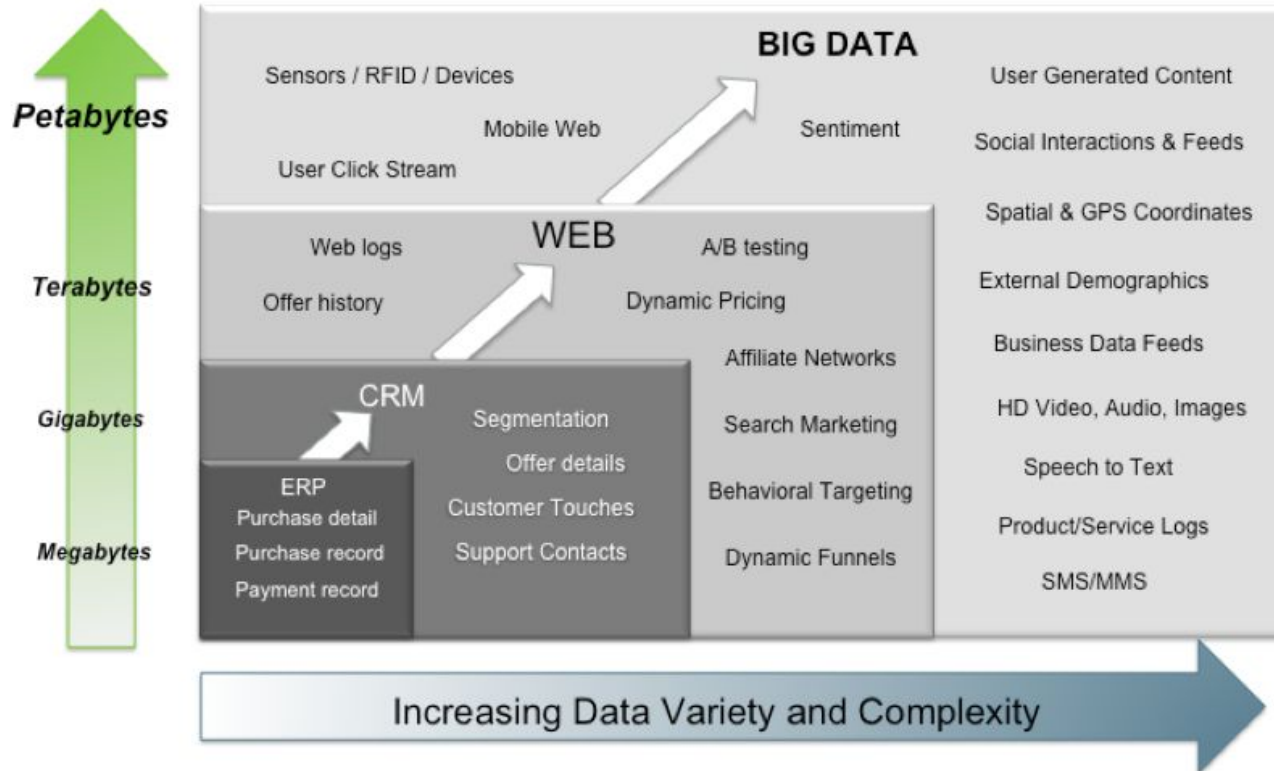 BIG DATA
Sensors / RFID / Devices
User Generated Content
Petabytes
Mobile Web
Sentiment
Social Interactions & Feeds
User Click Stream
Spatial & GPS Coordinates
WEB
Web logs
A/B testing
Terabytes
External Demographics
Offer history
Dynamic Pricing
Business Data Feeds
Affiliate Networks
CRM
Gigabytes
Segmentation
Search Marketing
HD Video, Audio, Images
Offer details
Speech to Text
ERP
Behavioral Targeting
Purchase detail
Customer Touches
Product/Service Logs
Megabytes
Purchase record
Support Contacts
Dynamic Funnels
SMS/MMS
Payment record
Increasing Data Variety and Complexity